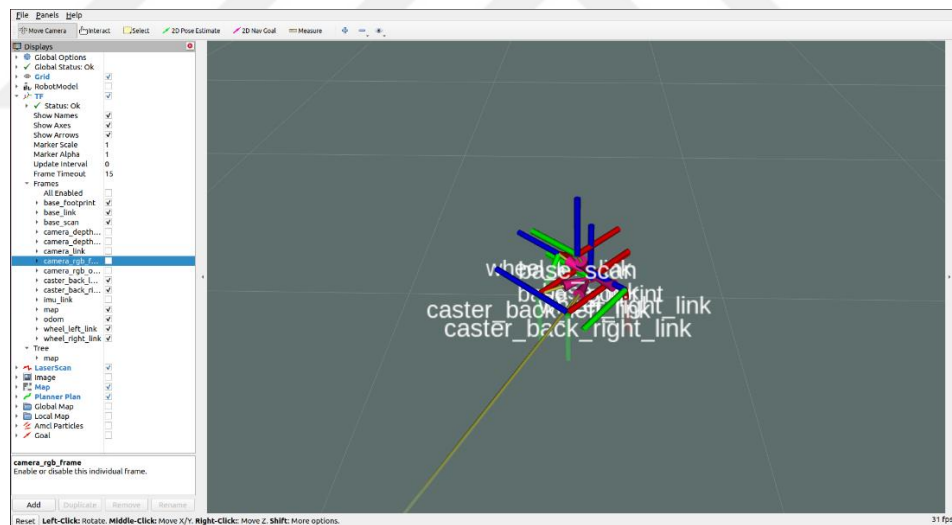 File Panels Help
Move Camera Interact Select 2D Pose Estimate 2D Nav Goal Measure
Displays
Global Options
Global Status: Ok
Grid
RobotModel
TF
Status: Ok
Show Names
Show Axes
Show Arrows
Marker Scale 1
Marker Alpha 1
Update Interval 0
Frame Timeout 15
Frames
All Enabled
base_footprint
base_link
base_scan
camera_depth...
camera_depth...
camera_link
camera_rgb_f...
camera_rgb_o...
caster_back_l...
caster_back_ri...
imu_link
map
odom
wheel_left_link
wheel_right_link
Tree
map
LaserScan
Image
Map
Planner Plan
Global Map
Local Map
Amcl Particles
Goal
camera_rgb_frame
Enable or disable this individual frame.
Add Duplicate Remove Rename
Reset Left-Click: Rotate. Middle-Click: Move X/Y. Right-Click: Move Z. Shift: More options.
31 fps
base_scan
caster_back_left_link
caster_back_right_link